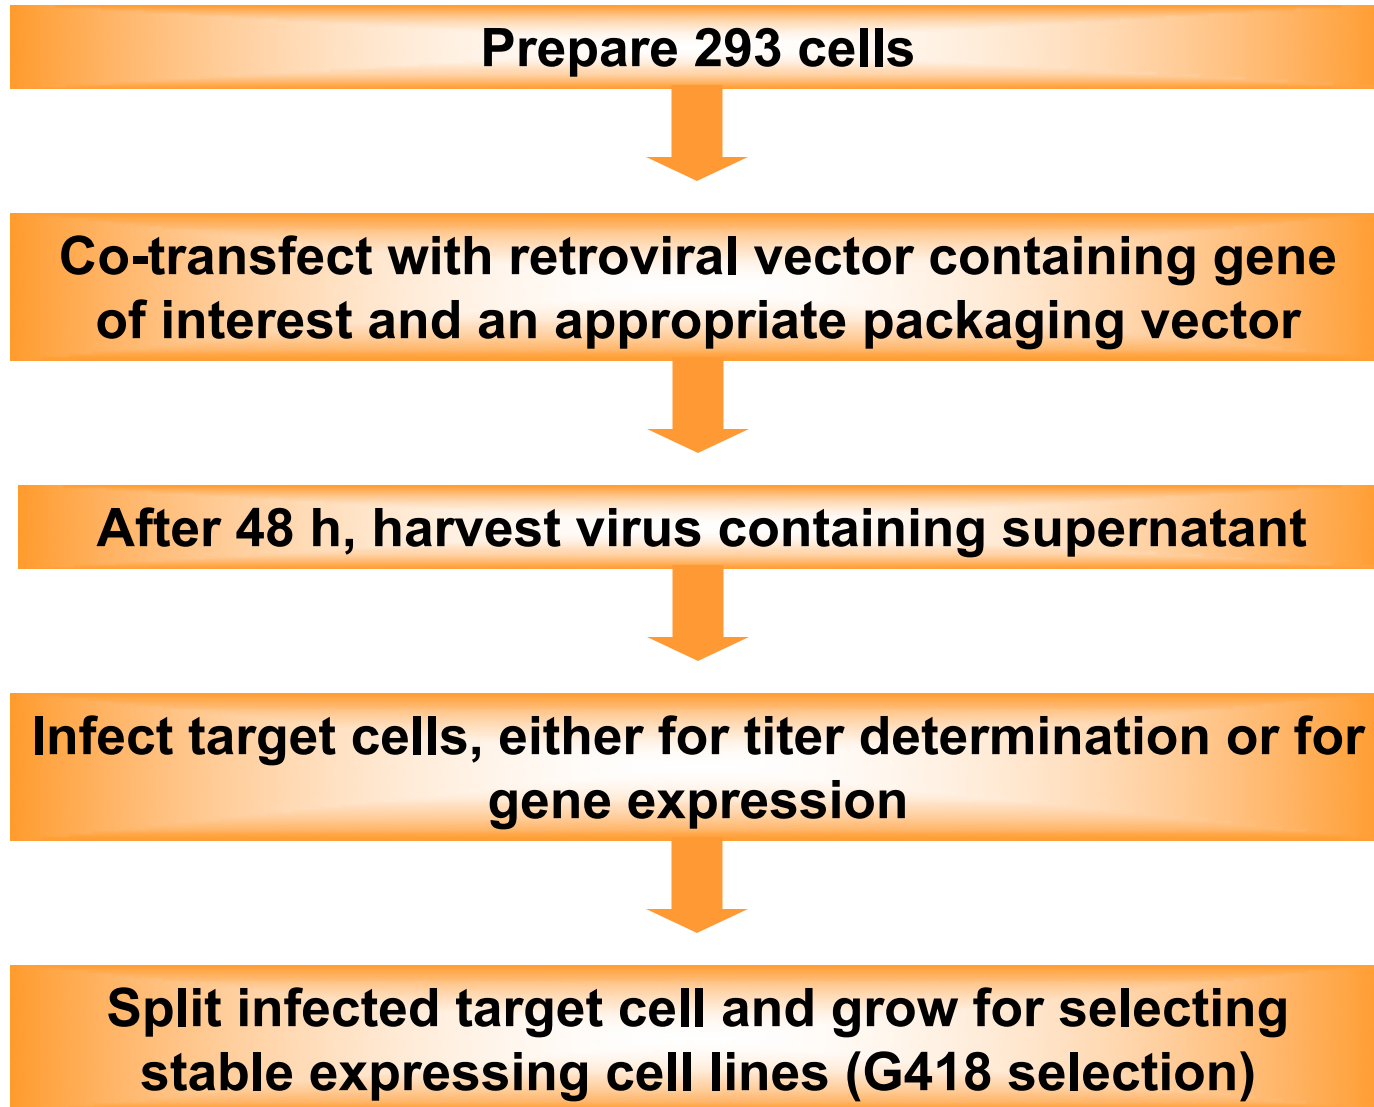 Prepare 293 cells
Co-transfect with retroviral vector containing gene
of interest and an appropriate packaging vector
After 48 h, harvest virus containing supernatant
Infect target cells, either for titer determination or for
gene expression
Split infected target cell and grow for selecting
stable expressing cell lines (G418 selection)